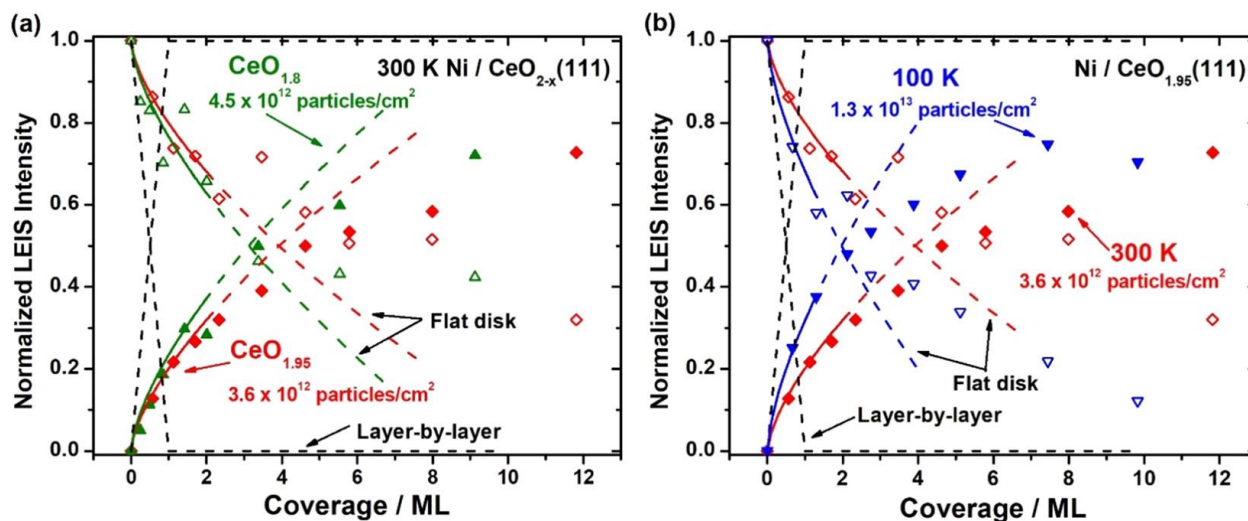 (a)
Normalized LEIS Intensity
1.0
0.8
0.6
0.4
0.2
0.0
CeO1.8
4.5 x 10^12 particles/cm^2
300 K Ni / CeO2-x(111)
Flat disk
CeO1.95
3.6 x 10^12 particles/cm^2
Layer-by-layer
0 2 4 6 8 10 12
Coverage / ML
(b)
Normalized LEIS Intensity
1.0
0.8
0.6
0.4
0.2
0.0
Ni / CeO1.95(111)
100 K
1.3 x 10^13 particles/cm^2
300 K
3.6 x 10^12 particles/cm^2
Flat disk
Layer-by-layer
0 2 4 6 8 10 12
Coverage / ML